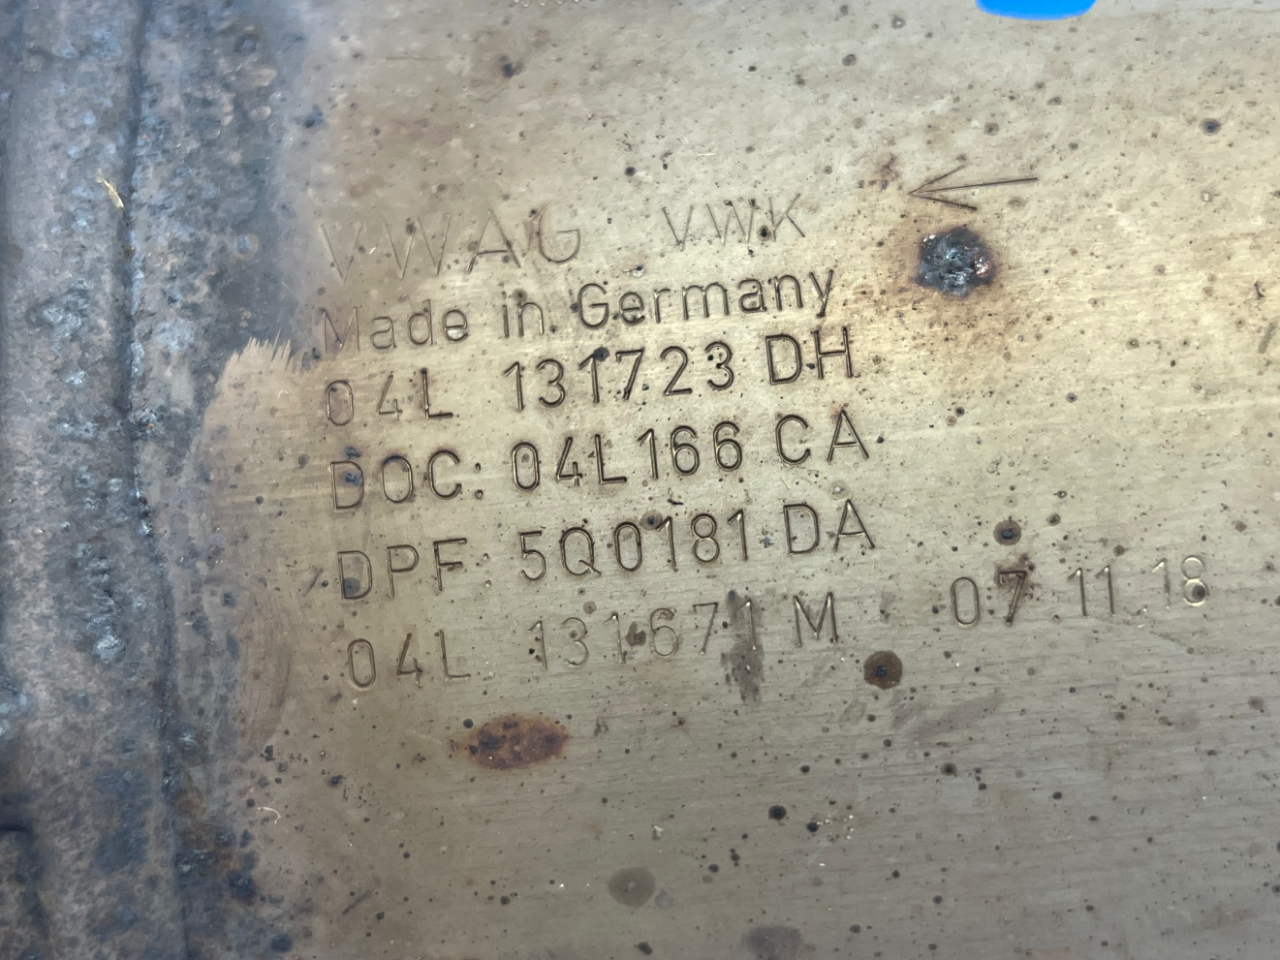 VWAG VWK
Made in Germany
04L 131723 DH
DOC: 04L166 CA
DPF: 5Q0181 DA
04L 131671 M 07.11.18